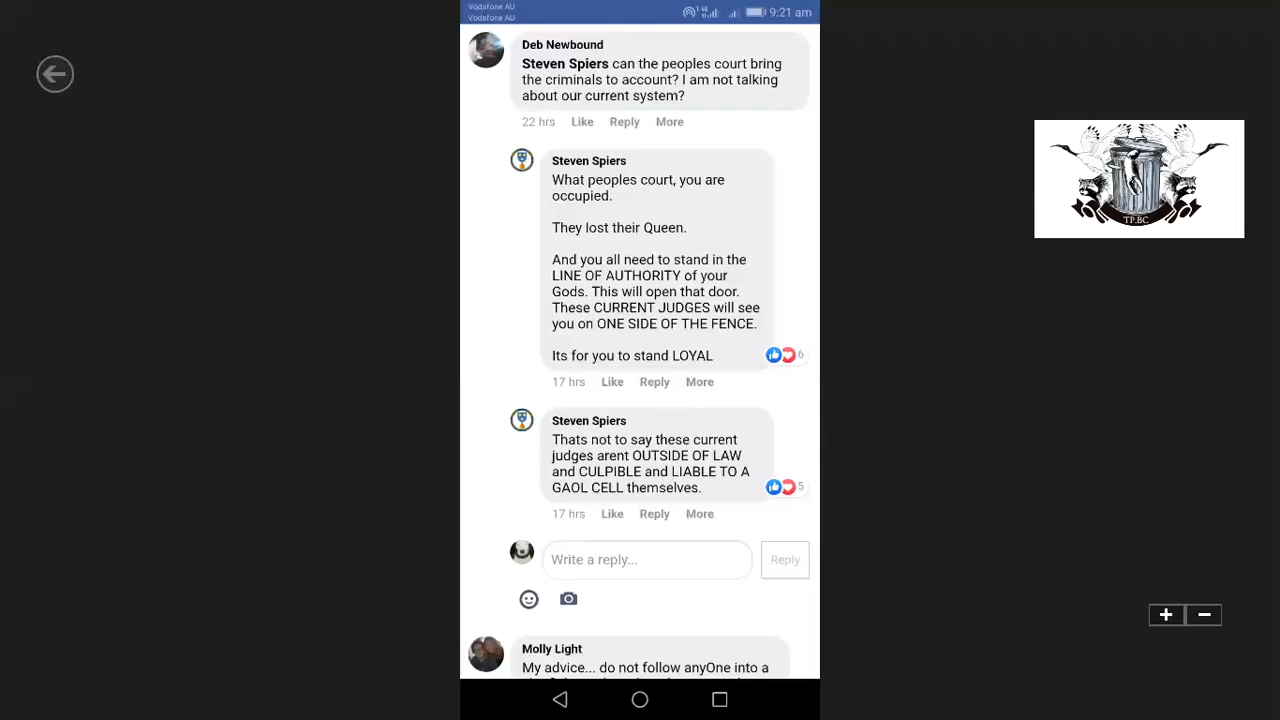 Vodafone AU
Vodafone AU
9:21 am
Deb Newbound
Steven Spiers can the peoples court bring
the criminals to account? I am not talking
about our current system?
22 hrs Like Reply More
Steven Spiers
What peoples court, you are
occupied.
They lost their Queen.
And you all need to stand in the
LINE OF AUTHORITY of your
Gods. This will open that door.
These CURRENT JUDGES will see
you on ONE SIDE OF THE FENCE.
Its for you to stand LOYAL
6
17 hrs Like Reply More
Steven Spiers
Thats not to say these current
judges arent OUTSIDE OF LAW
and CULPIBLE and LIABLE TO A
GAOL CELL themselves.
5
17 hrs Like Reply More
Write a reply...
Reply
Molly Light
My advice... do not follow anyOne into a
TP.BC
+ −